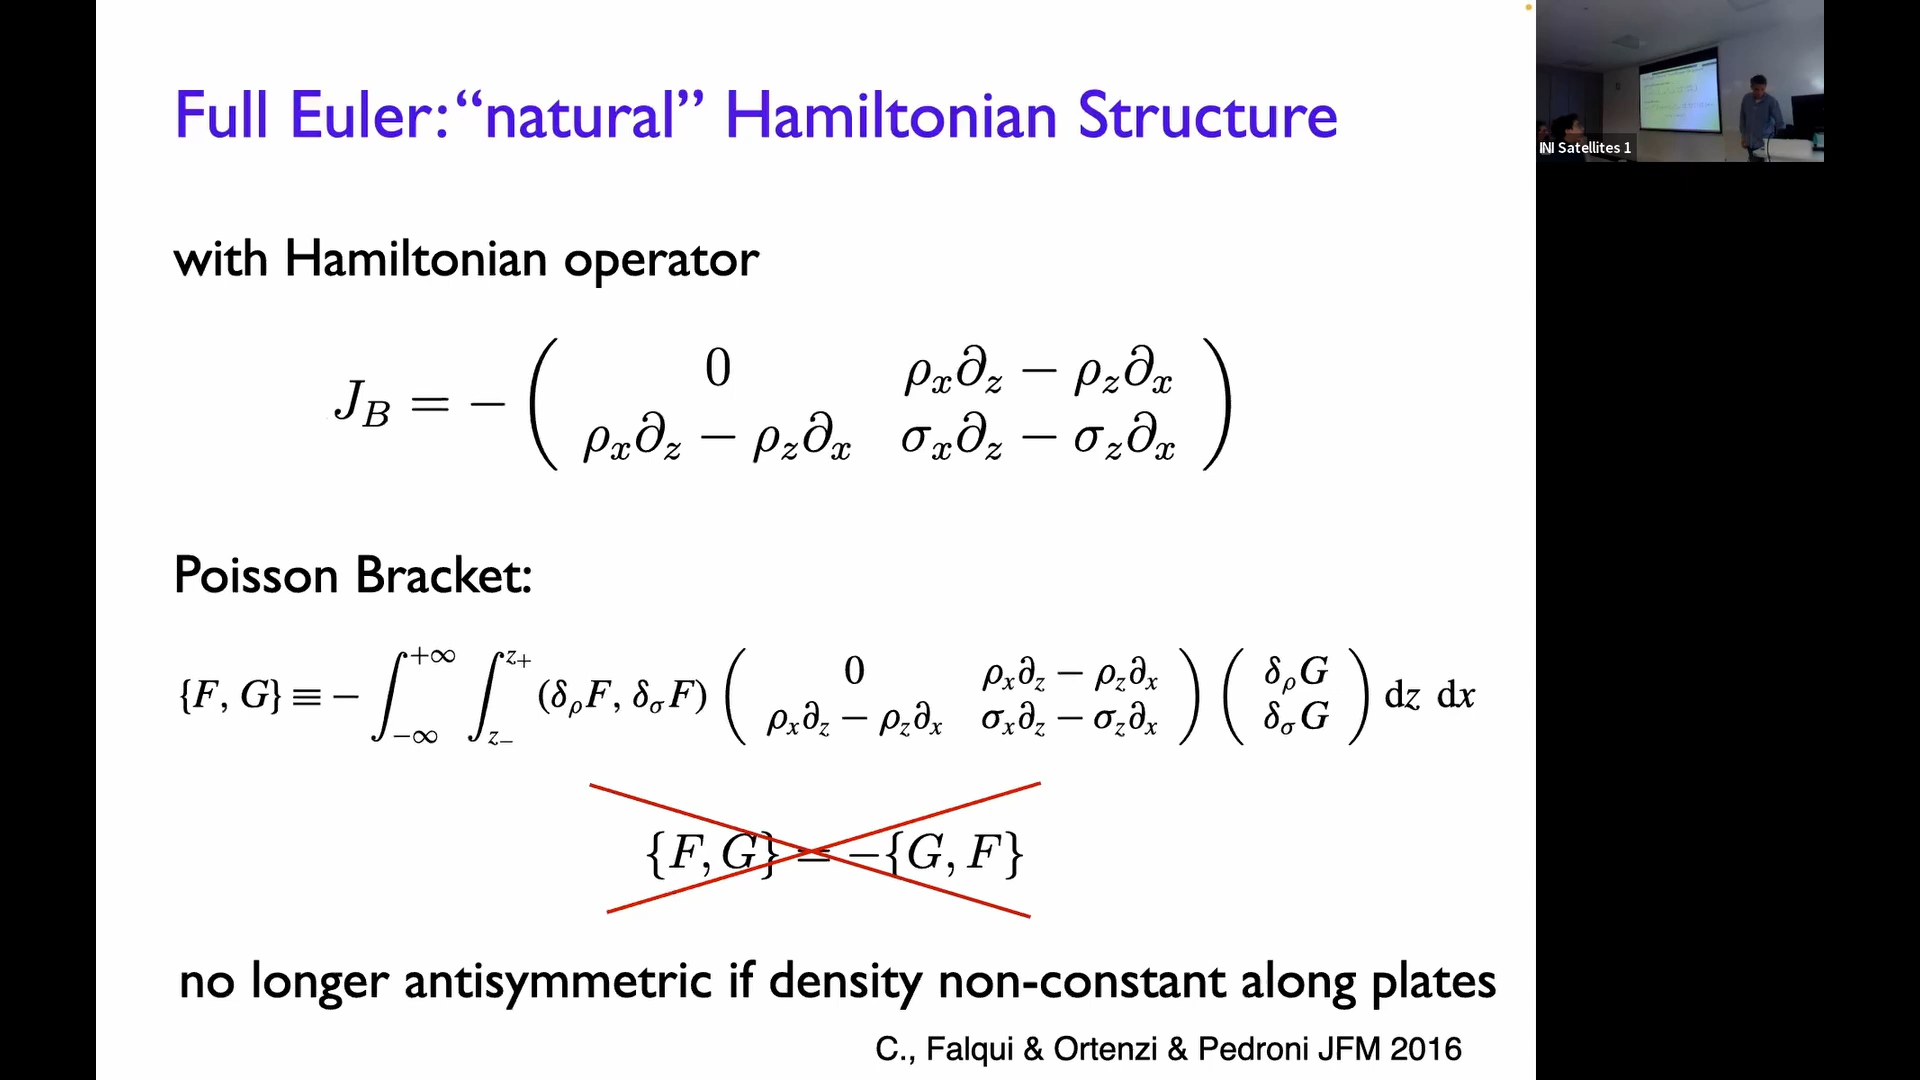 Full Euler: “natural” Hamiltonian Structure
INI Satellites 1
with Hamiltonian operator
J_B = − ( 0 ρ_x∂_z − ρ_z∂_x
ρ_x∂_z − ρ_z∂_x σ_x∂_z − σ_z∂_x )
Poisson Bracket:
{F, G} ≡ − ∫_{−∞}^{+∞} ∫_{z_−}^{z_+} (δ_ρF, δ_σF) ( 0 ρ_x∂_z − ρ_z∂_x
ρ_x∂_z − ρ_z∂_x σ_x∂_z − σ_z∂_x ) ( δ_ρG
δ_σG ) dz dx
{F, G} = −{G, F}
no longer antisymmetric if density non-constant along plates
C., Falqui & Ortenzi & Pedroni JFM 2016